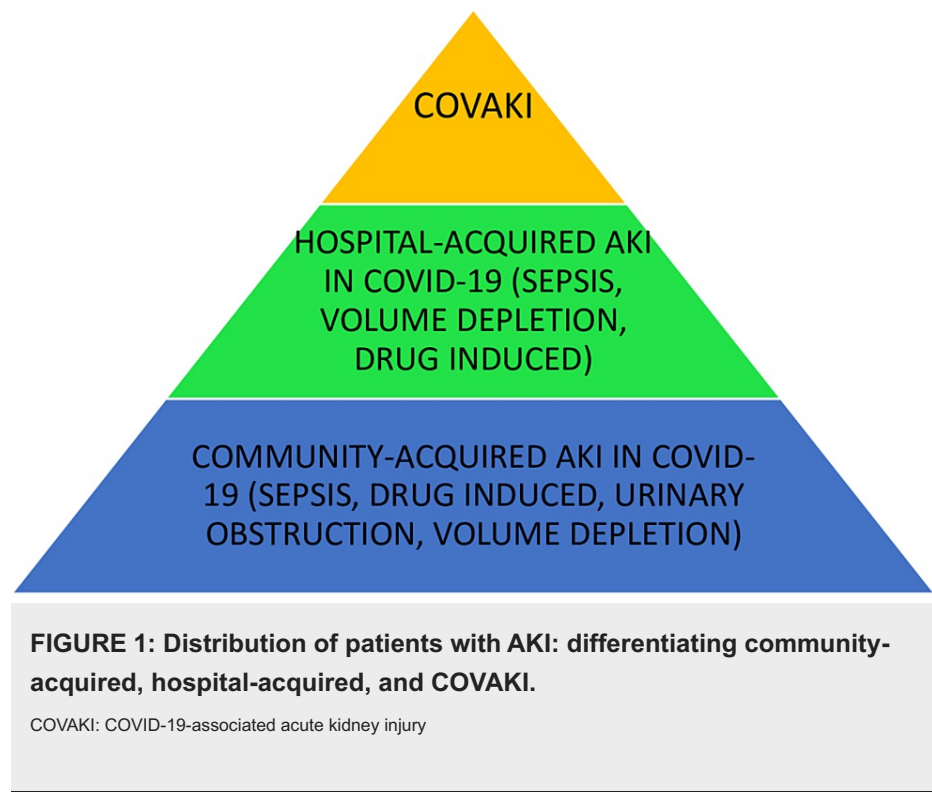 COVAKI
HOSPITAL-ACQUIRED AKI
IN COVID-19 (SEPSIS,
VOLUME DEPLETION,
DRUG INDUCED)
COMMUNITY-ACQUIRED AKI IN COVID-
19 (SEPSIS, DRUG INDUCED, URINARY
OBSTRUCTION, VOLUME DEPLETION)
FIGURE 1: Distribution of patients with AKI: differentiating community-
acquired, hospital-acquired, and COVAKI.
COVAKI: COVID-19-associated acute kidney injury